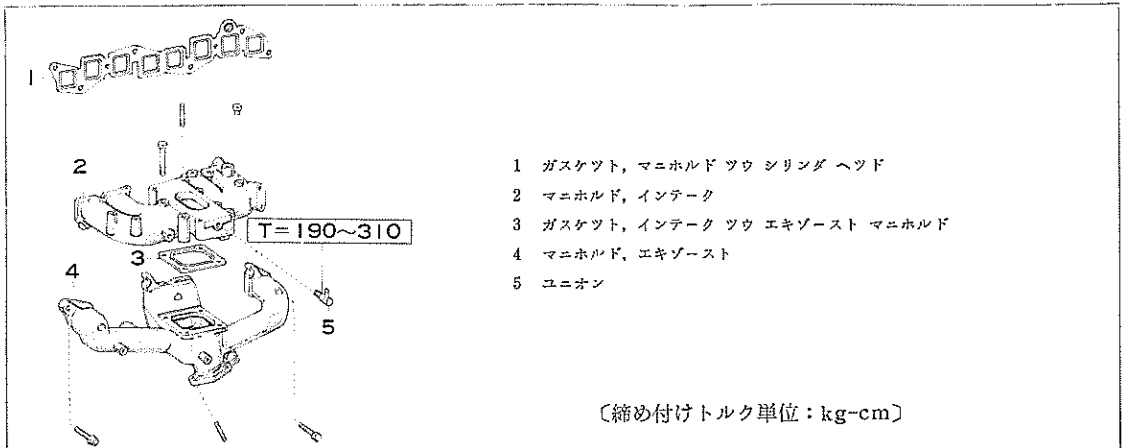 1
2
T=190~310
3
4
5
1 ガスケツト, マニホルド ツウ シリンダ ヘツド
2 マニホルド, インテーク
3 ガスケツト, インテーク ツウ エキゾースト マニホルド
4 マニホルド, エキゾースト
5 ユニオン
〔締め付けトルク単位：kg-cm〕